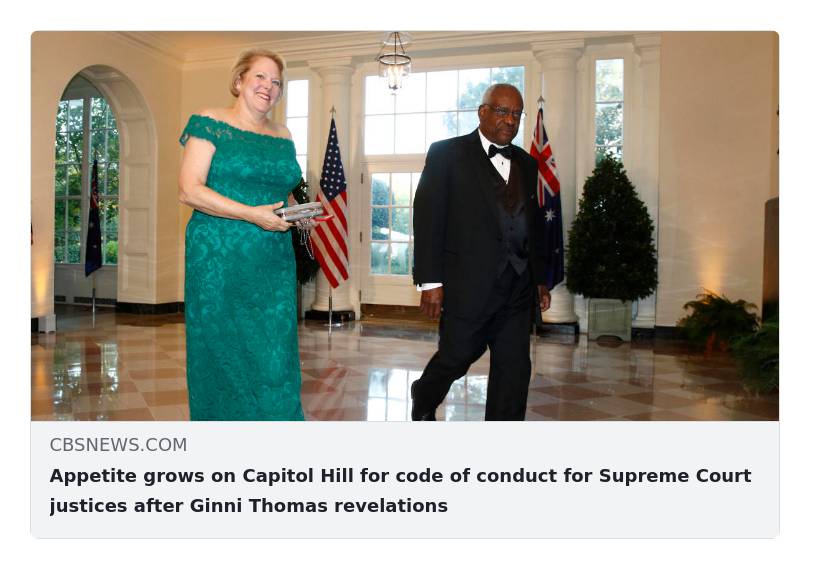 CBSNEWS.COM
Appetite grows on Capitol Hill for code of conduct for Supreme Court
justices after Ginni Thomas revelations